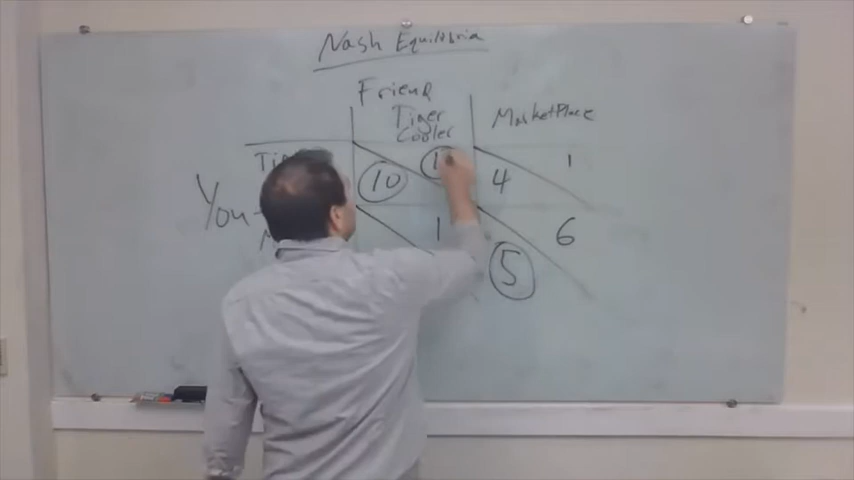 Nash Equilibria
Friend
Tiger
Cooler
MarketPlace
10
4
1
You
1
5
6